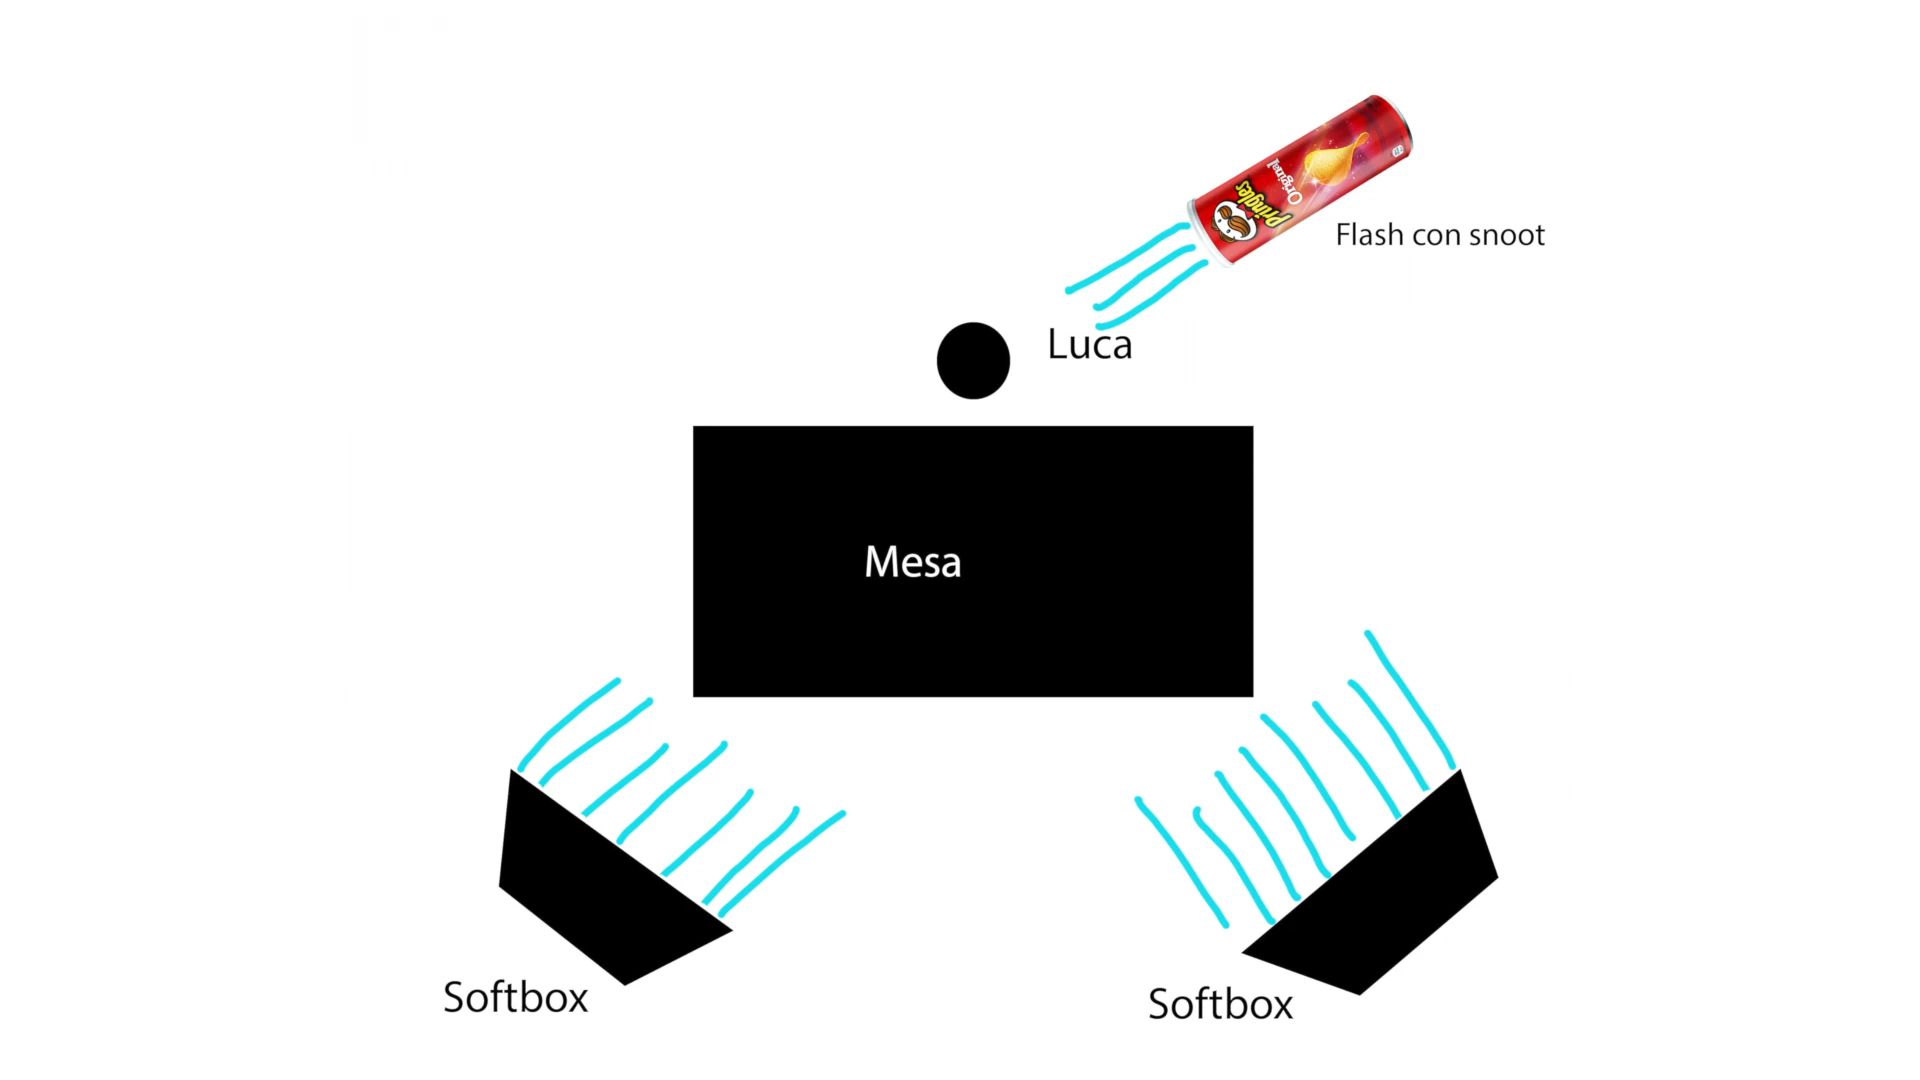 Original
Pringles
Flash con snoot
Luca
Mesa
Softbox
Softbox